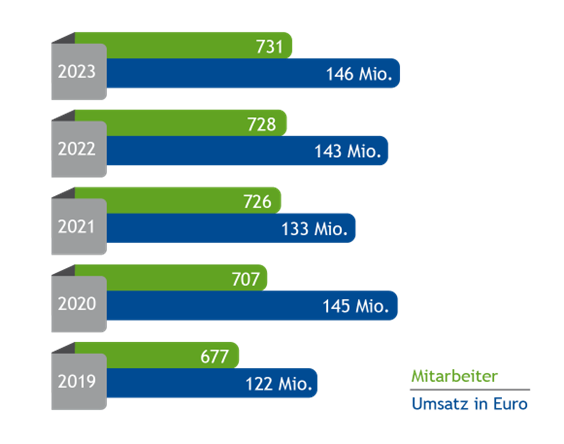 731
2023
146 Mio.
728
2022
143 Mio.
726
2021
133 Mio.
707
2020
145 Mio.
677
2019
122 Mio.
Mitarbeiter
Umsatz in Euro